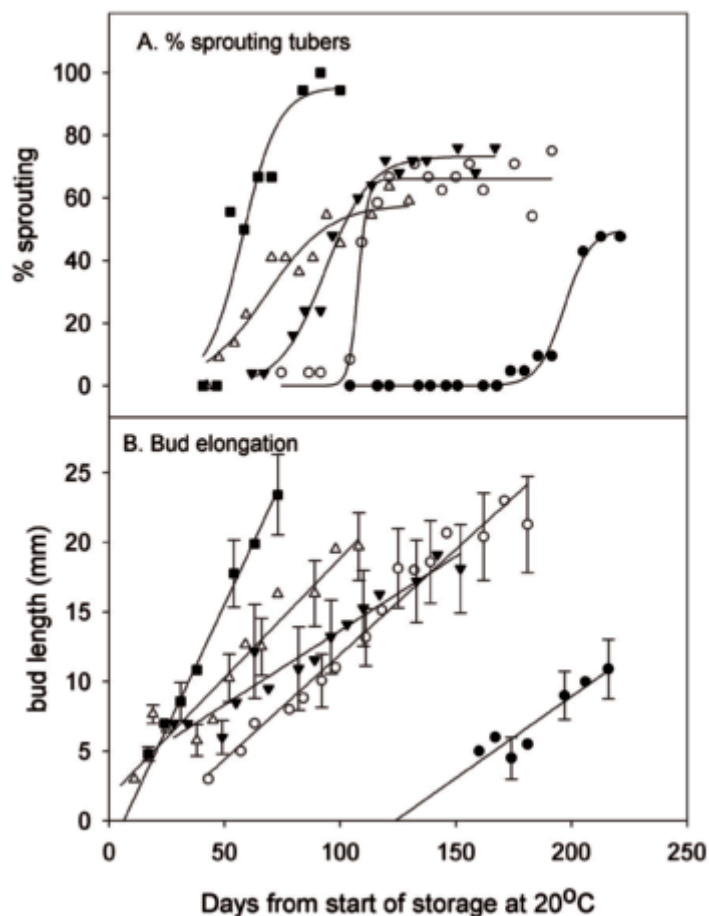 A. % sprouting tubers
100
80
60
40
20
0
% sprouting
B. Bud elongation
25
20
15
10
5
0
bud length (mm)
0 50 100 150 200 250
Days from start of storage at 20⁰C